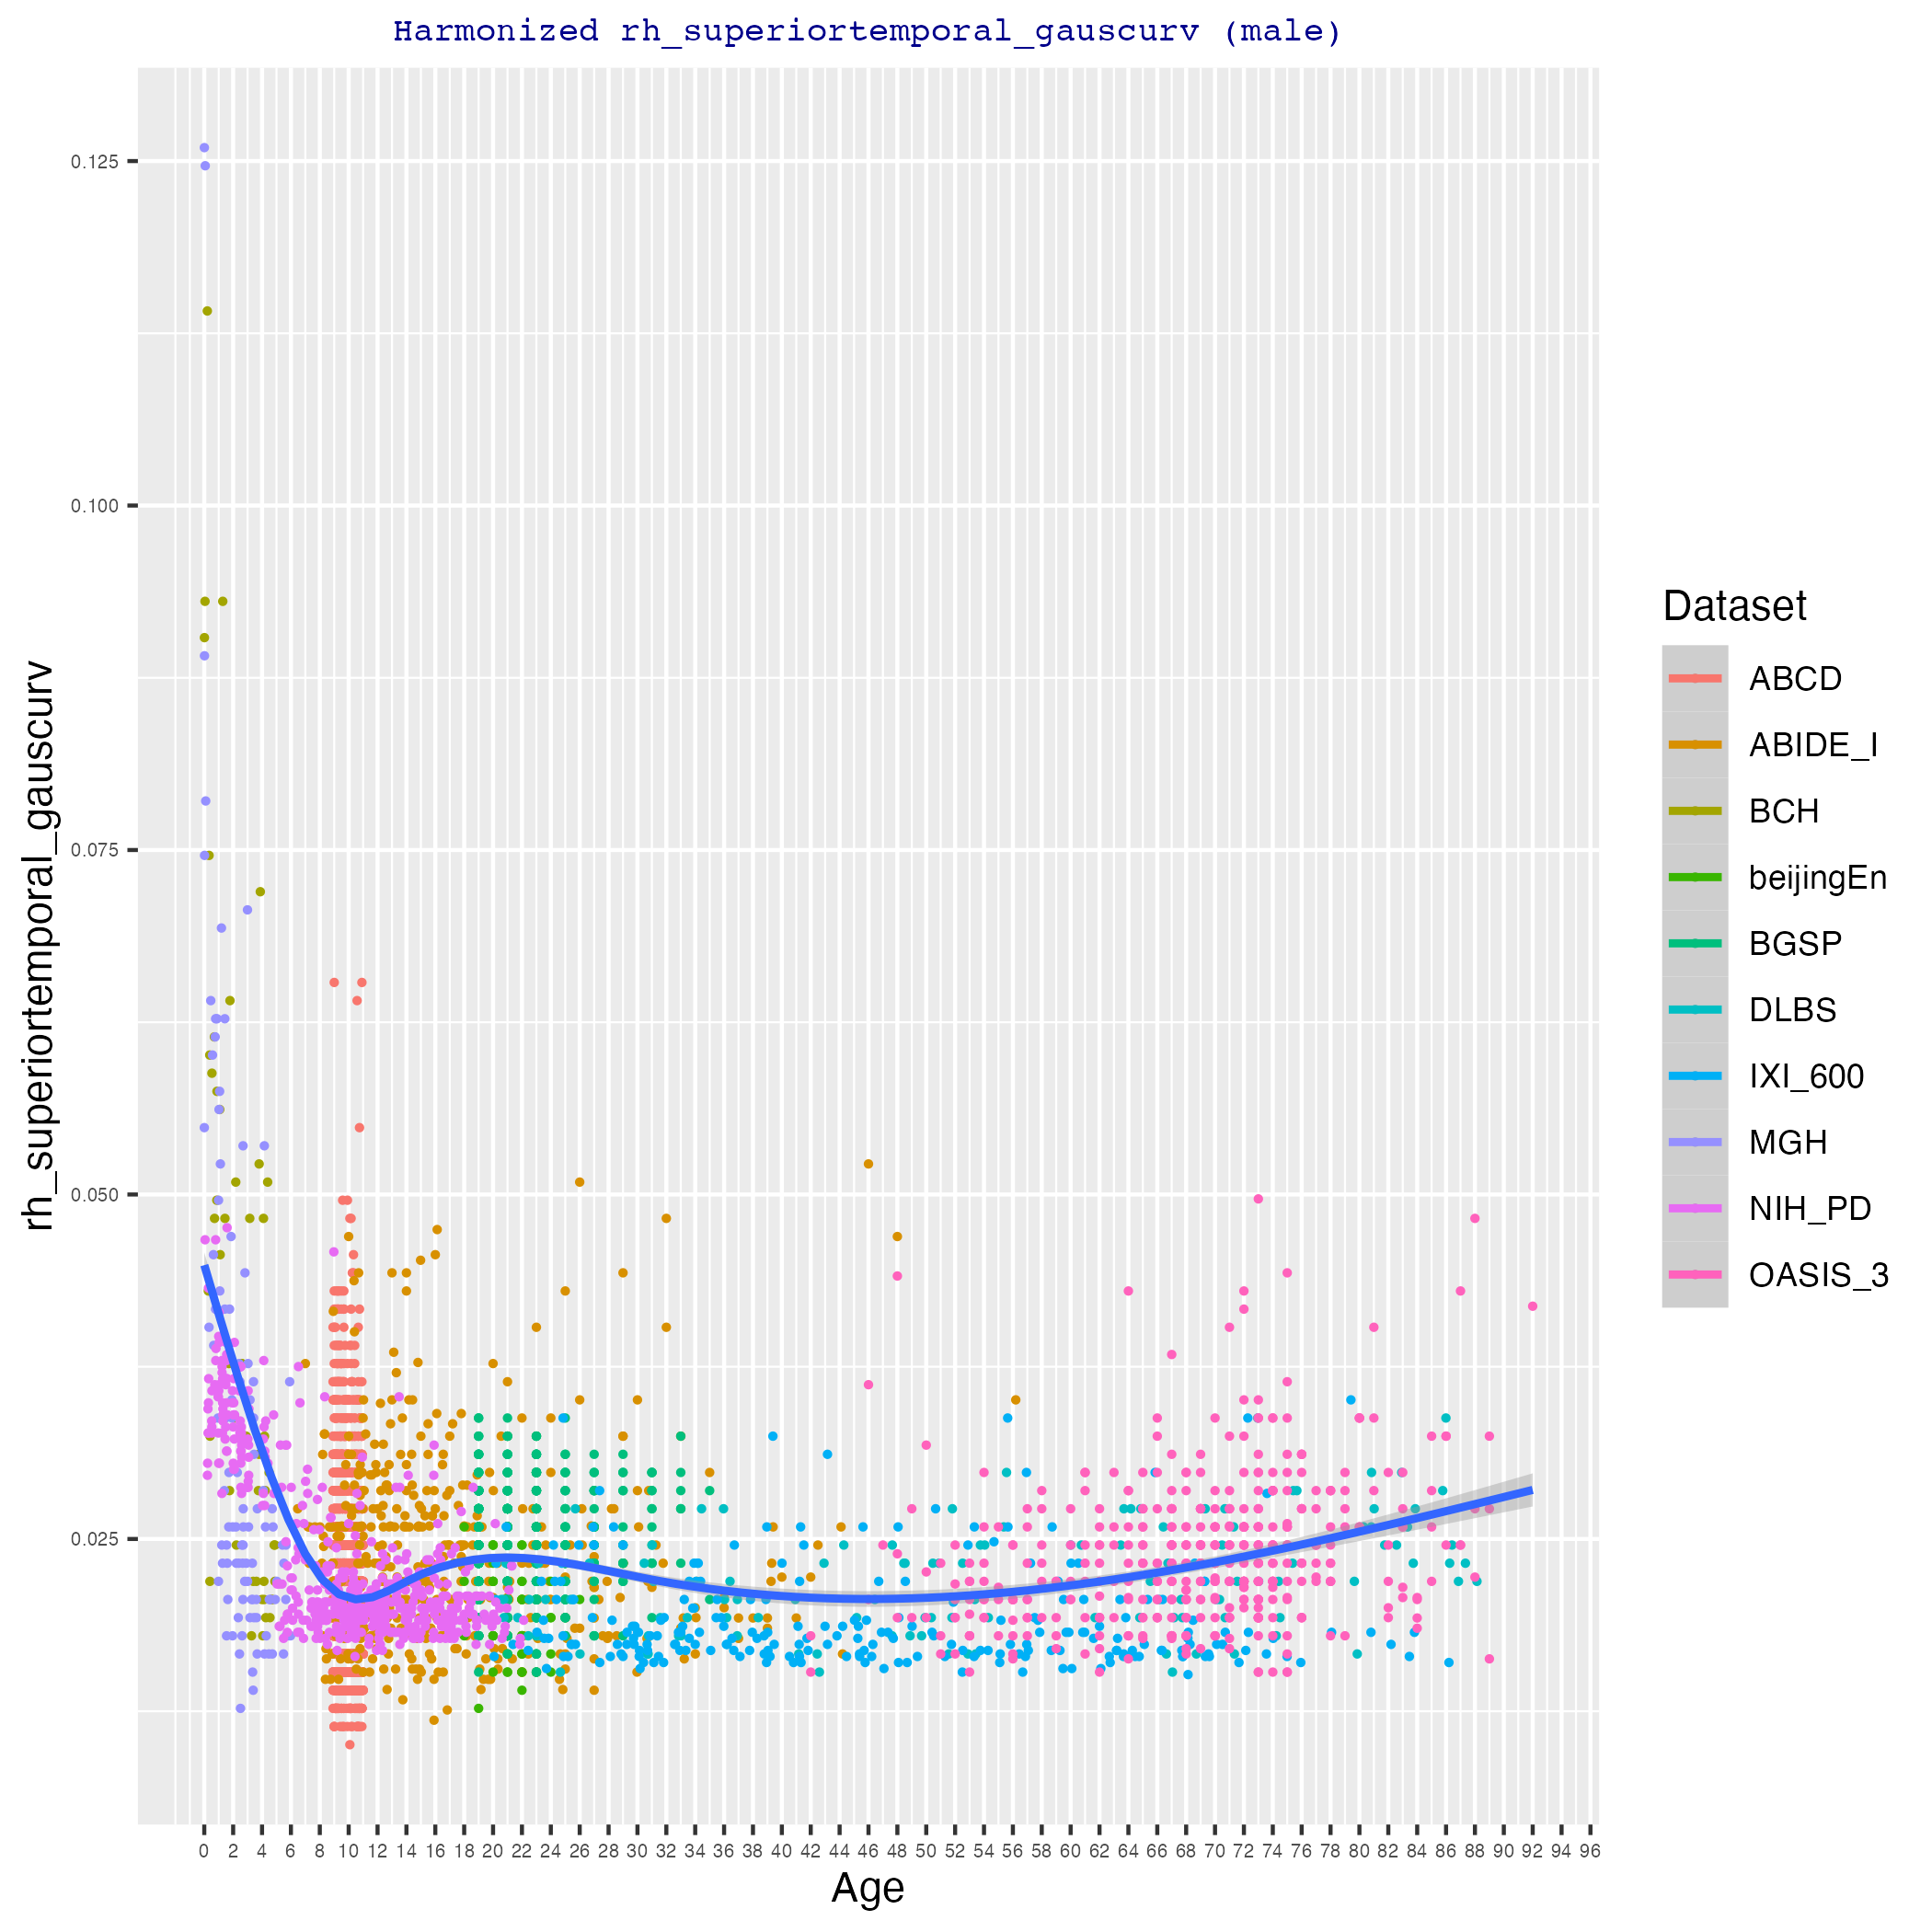 Harmonized rh_superiortemporal_gauscurv (male)
rh_superiortemporal_gauscurv
0.125
0.100
0.075
0.050
0.025
0 2 4 6 8 10 12 14 16 18 20 22 24 26 28 30 32 34 36 38 40 42 44 46 48 50 52 54 56 58 60 62 64 66 68 70 72 74 76 78 80 82 84 86 88 90 92 94 96
Age
Dataset
ABCD
ABIDE_I
BCH
beijingEn
BGSP
DLBS
IXI_600
MGH
NIH_PD
OASIS_3